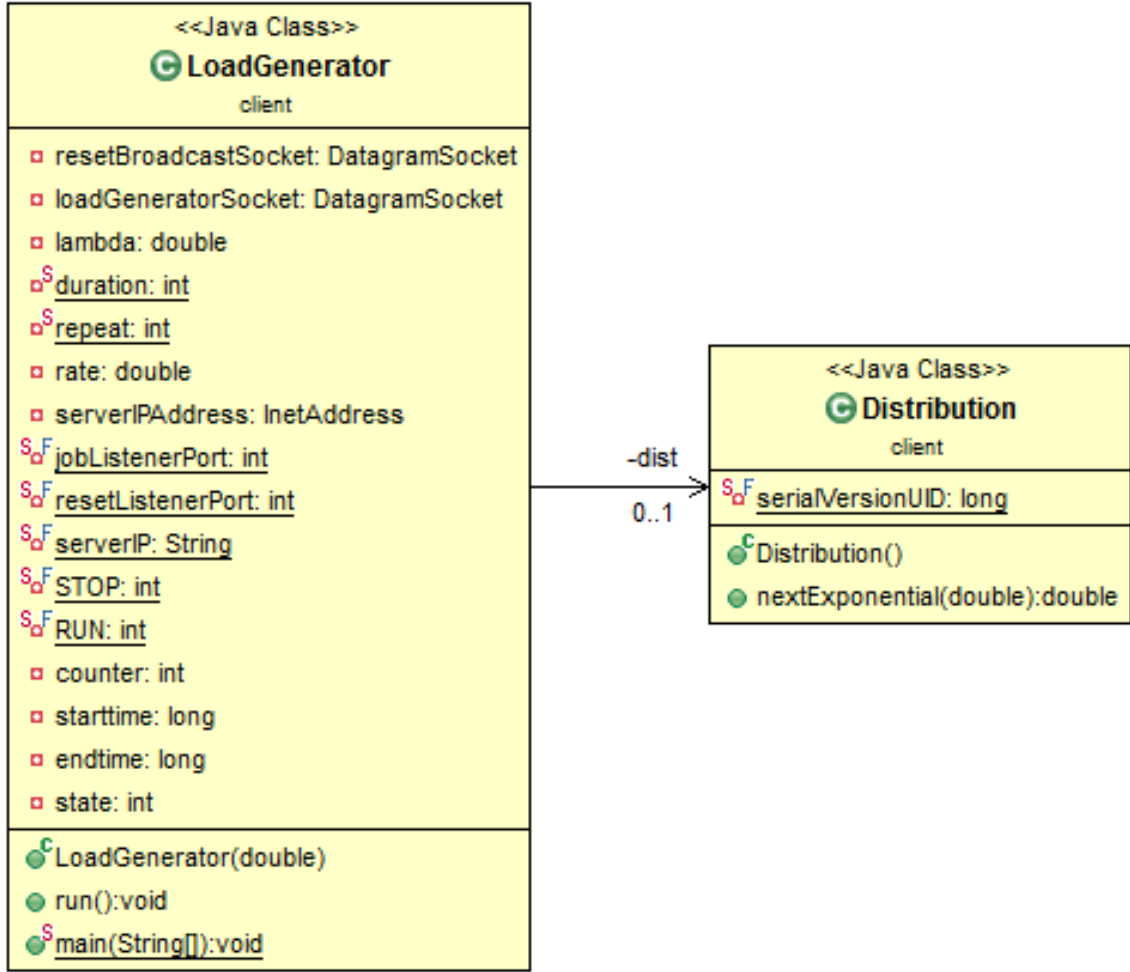 <<Java Class>>
LoadGenerator
client
resetBroadcastSocket: DatagramSocket
loadGeneratorSocket: DatagramSocket
lambda: double
S duration: int
S repeat: int
rate: double
serverIPAddress: InetAddress
S F jobListenerPort: int
S F resetListenerPort: int
S F serverIP: String
S F STOP: int
S F RUN: int
counter: int
starttime: long
endtime: long
state: int
C LoadGenerator(double)
run():void
S main(String[]):void
-dist
0..1
<<Java Class>>
C Distribution
client
S F serialVersionUID: long
C Distribution()
nextExponential(double):double